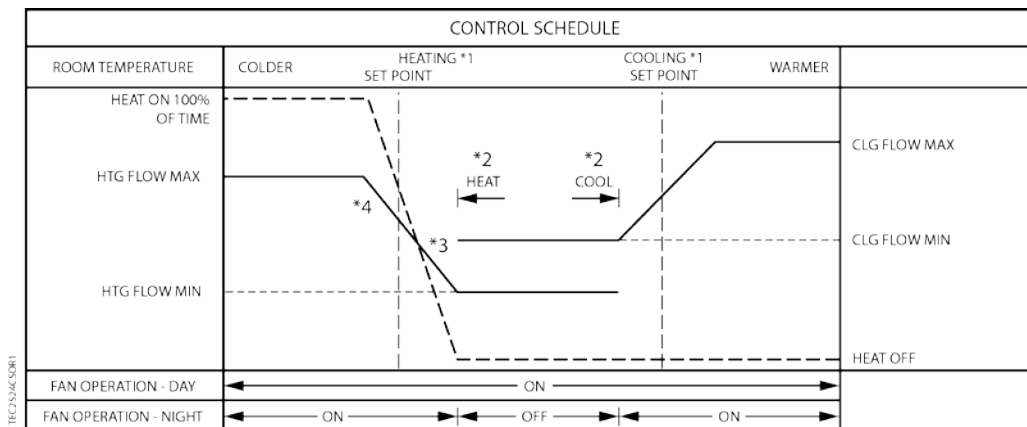 CONTROL SCHEDULE
ROOM TEMPERATURE
COLDER
HEATING *1
SET POINT
COOLING *1
SET POINT
WARMER
HEAT ON 100%
OF TIME
HTG FLOW MAX
HTG FLOW MIN
*4
*3
*2
HEAT
*2
COOL
CLG FLOW MAX
CLG FLOW MIN
HEAT OFF
FAN OPERATION - DAY
ON
FAN OPERATION - NIGHT
ON
OFF
ON
TEC2524CSOR1